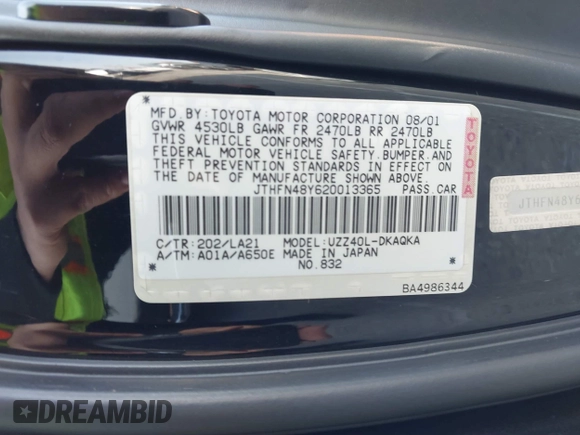 MFD.BY:TOYOTA MOTOR CORPORATION 08/01
GVWR 4530LB GAWR FR 2470LB RR 2470LB
THIS VEHICLE CONFORMS TO ALL APPLICABLE
FEDERAL MOTOR VEHICLE SAFETY,BUMPER,AND
THEFT PREVENTION STANDARDS IN EFFECT ON
THE DATE OF MANUFACTURE SHOWN ABOVE.
JTHFN48Y620013365 PASS.CAR
TOYOTA
C/TR:202/LA21 MODEL:UZZ40L-DKAQKA
A/TM:A01A/A650E MADE IN JAPAN
NO.832
BA4986344
JTHFN48Y6
DREAMBID